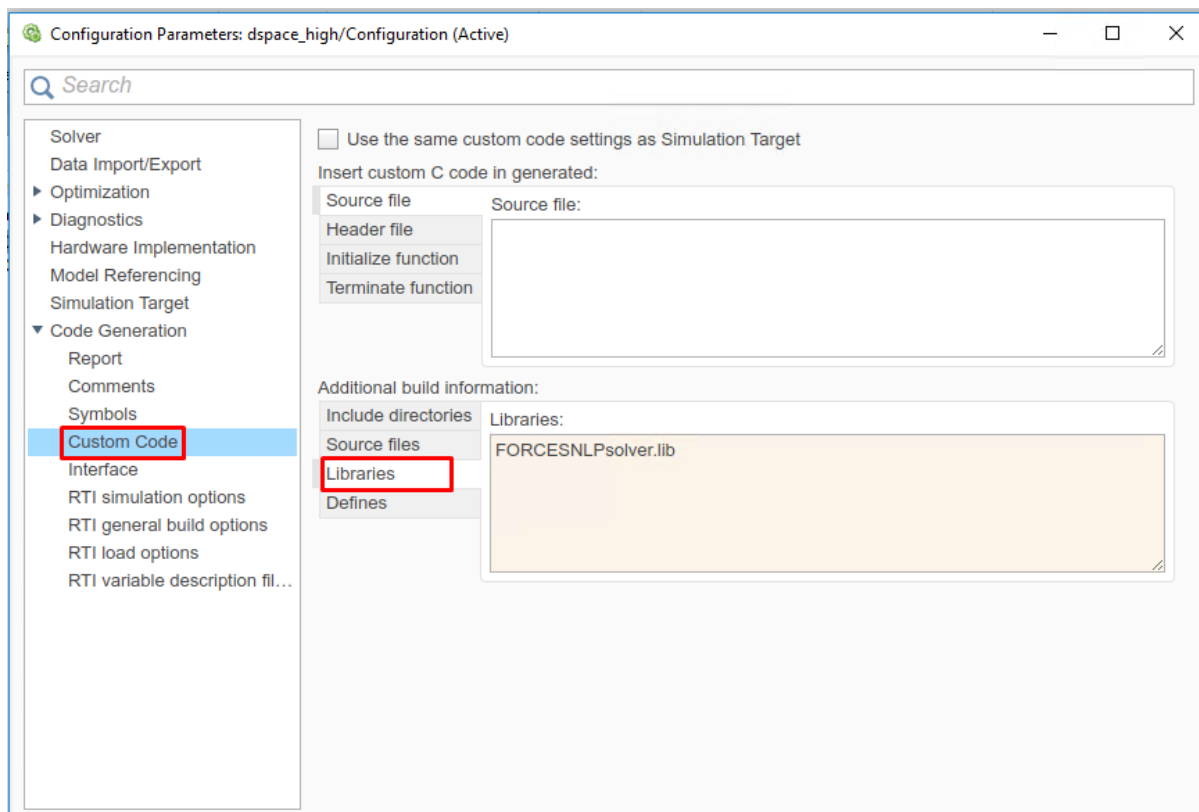 Configuration Parameters: dspace_high/Configuration (Active)
Search
Solver
Data Import/Export
Optimization
Diagnostics
Hardware Implementation
Model Referencing
Simulation Target
Code Generation
Report
Comments
Symbols
Custom Code
Interface
RTI simulation options
RTI general build options
RTI load options
RTI variable description fil...
Use the same custom code settings as Simulation Target
Insert custom C code in generated:
Source file
Header file
Initialize function
Terminate function
Source file:
Additional build information:
Include directories
Source files
Libraries
Defines
Libraries:
FORCESNLPsolver.lib